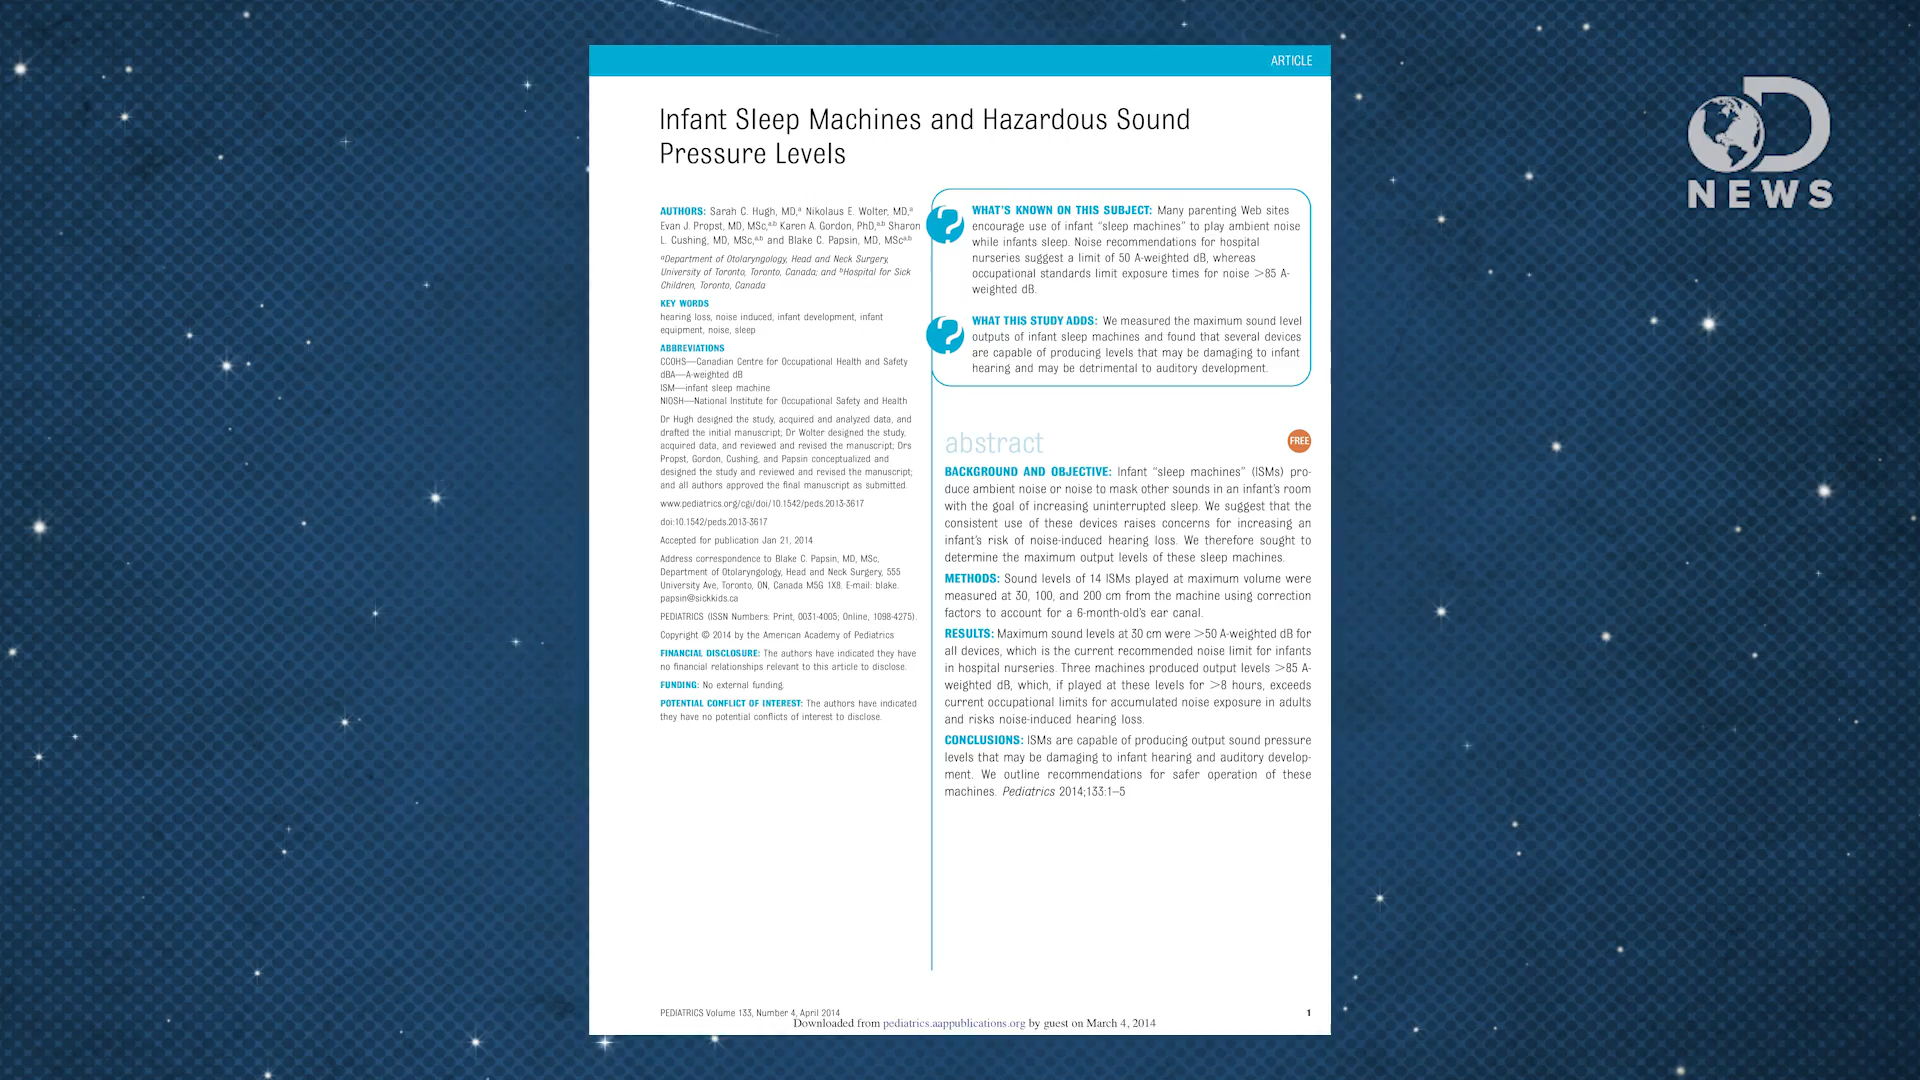 ARTICLE
Infant Sleep Machines and Hazardous Sound
Pressure Levels
AUTHORS: Sarah C. Hugh, MD,a Nikolaus E. Wolter, MD,a
Evan J. Propst, MD, MSc,a,b Karen A. Gordon, PhD,a,b Sharon
L. Cushing, MD, MSc,a,b and Blake C. Papsin, MD, MSca,b
aDepartment of Otolaryngology, Head and Neck Surgery,
University of Toronto, Toronto, Canada; and bHospital for Sick
Children, Toronto, Canada
KEY WORDS
hearing loss, noise induced, infant development, infant
equipment, noise, sleep
ABBREVIATIONS
CCOHS—Canadian Centre for Occupational Health and Safety
dBA—A-weighted dB
ISM—infant sleep machine
NIOSH—National Institute for Occupational Safety and Health
Dr Hugh designed the study, acquired and analyzed data, and
drafted the initial manuscript; Dr Wolter designed the study,
acquired data, and reviewed and revised the manuscript; Drs
Propst, Gordon, Cushing, and Papsin conceptualized and
designed the study and reviewed and revised the manuscript;
and all authors approved the final manuscript as submitted.
www.pediatrics.org/cgi/doi/10.1542/peds.2013-3617
doi:10.1542/peds.2013-3617
Accepted for publication Jan 21, 2014
Address correspondence to Blake C. Papsin, MD, MSc,
Department of Otolaryngology, Head and Neck Surgery, 555
University Ave, Toronto, ON, Canada M5G 1X8. E-mail: blake.
papsin@sickkids.ca
PEDIATRICS (ISSN Numbers: Print, 0031-4005; Online, 1098-4275).
Copyright © 2014 by the American Academy of Pediatrics
FINANCIAL DISCLOSURE: The authors have indicated they have
no financial relationships relevant to this article to disclose.
FUNDING: No external funding.
POTENTIAL CONFLICT OF INTEREST: The authors have indicated
they have no potential conflicts of interest to disclose.
?
WHAT'S KNOWN ON THIS SUBJECT: Many parenting Web sites
encourage use of infant “sleep machines” to play ambient noise
while infants sleep. Noise recommendations for hospital
nurseries suggest a limit of 50 A-weighted dB, whereas
occupational standards limit exposure times for noise >85 A-
weighted dB.
?
WHAT THIS STUDY ADDS: We measured the maximum sound level
outputs of infant sleep machines and found that several devices
are capable of producing levels that may be damaging to infant
hearing and may be detrimental to auditory development.
abstract
FREE
BACKGROUND AND OBJECTIVE: Infant “sleep machines” (ISMs) pro-
duce ambient noise or noise to mask other sounds in an infant's room
with the goal of increasing uninterrupted sleep. We suggest that the
consistent use of these devices raises concerns for increasing an
infant's risk of noise-induced hearing loss. We therefore sought to
determine the maximum output levels of these sleep machines.
METHODS: Sound levels of 14 ISMs played at maximum volume were
measured at 30, 100, and 200 cm from the machine using correction
factors to account for a 6-month-old's ear canal.
RESULTS: Maximum sound levels at 30 cm were >50 A-weighted dB for
all devices, which is the current recommended noise limit for infants
in hospital nurseries. Three machines produced output levels >85 A-
weighted dB, which, if played at these levels for >8 hours, exceeds
current occupational limits for accumulated noise exposure in adults
and risks noise-induced hearing loss.
CONCLUSIONS: ISMs are capable of producing output sound pressure
levels that may be damaging to infant hearing and auditory develop-
ment. We outline recommendations for safer operation of these
machines. Pediatrics 2014;133:1–5
PEDIATRICS Volume 133, Number 4, April 2014
1
Downloaded from pediatrics.aappublications.org by guest on March 4, 2014
D
NEWS